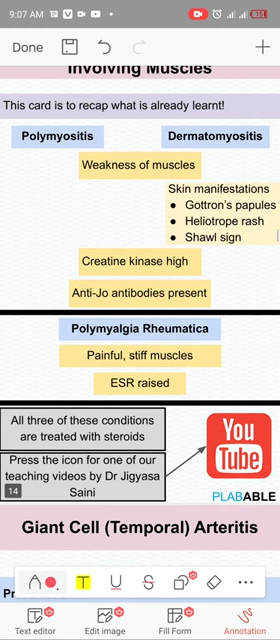 9:07 AM
Done
Involving Muscles
This card is to recap what is already learnt!
Polymyositis
Dermatomyositis
Weakness of muscles
Skin manifestations
● Gottron's papules
● Heliotrope rash
● Shawl sign
Creatine kinase high
Anti-Jo antibodies present
Polymyalgia Rheumatica
Painful, stiff muscles
ESR raised
All three of these conditions
are treated with steroids
You
Tube
Press the icon for one of our
teaching videos by Dr Jigyasa
Saini
14
PLABABLE
Giant Cell (Temporal) Arteritis
Text editor
Edit image
Fill Form
Annotation